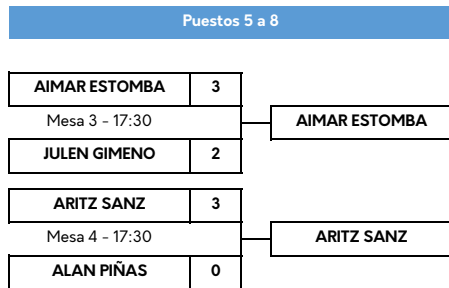 Puestos 5 a 8
AIMAR ESTOMBA 3
Mesa 3 - 17:30
AIMAR ESTOMBA
JULEN GIMENO 2
ARITZ SANZ 3
Mesa 4 - 17:30
ARITZ SANZ
ALAN PIÑAS 0